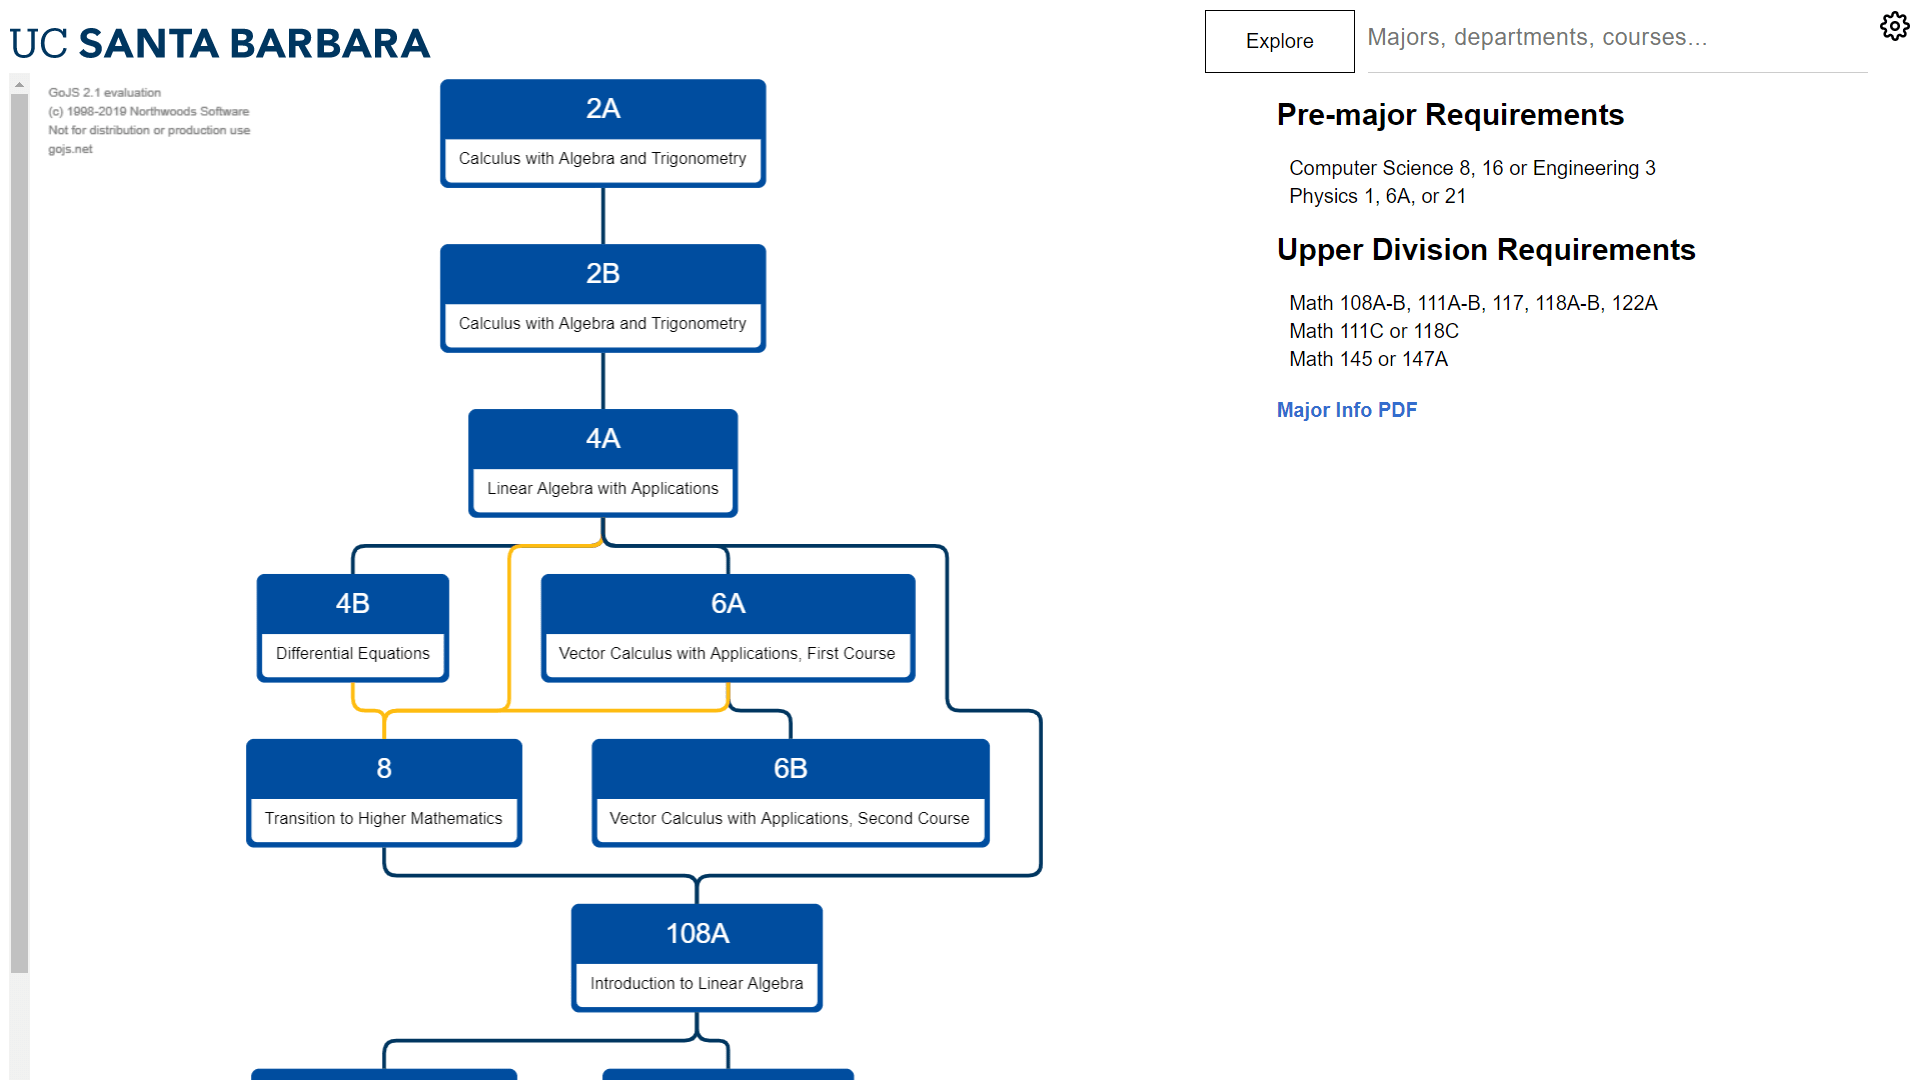 UC SANTA BARBARA
Explore
Majors, departments, courses...
GoJS 2.1 evaluation
(c) 1998-2019 Northwoods Software
Not for distribution or production use
gojs.net
2A
Calculus with Algebra and Trigonometry
2B
Calculus with Algebra and Trigonometry
4A
Linear Algebra with Applications
4B
Differential Equations
6A
Vector Calculus with Applications, First Course
8
Transition to Higher Mathematics
6B
Vector Calculus with Applications, Second Course
108A
Introduction to Linear Algebra
Pre-major Requirements
Computer Science 8, 16 or Engineering 3
Physics 1, 6A, or 21
Upper Division Requirements
Math 108A-B, 111A-B, 117, 118A-B, 122A
Math 111C or 118C
Math 145 or 147A
Major Info PDF